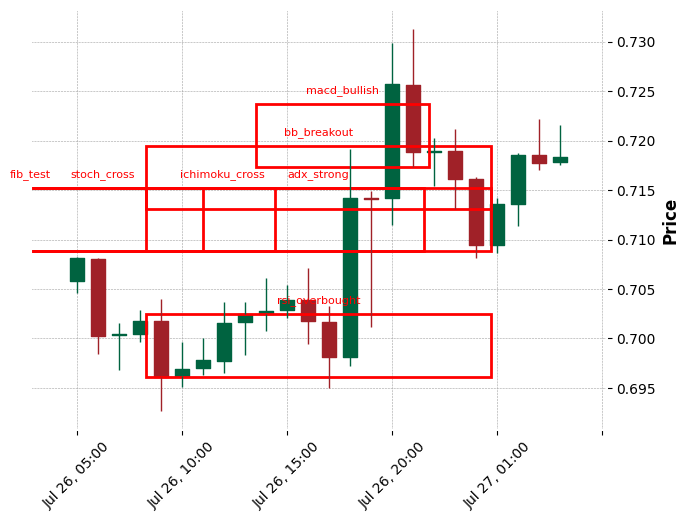 0.730
macd_bullish
0.725
bb_breakout
0.720
fib_test stoch_cross ichimoku_cross adx_strong
0.715
0.710
0.705
rsi_overbought
0.700
0.695
Price
Jul 26, 05:00
Jul 26, 10:00
Jul 26, 15:00
Jul 26, 20:00
Jul 27, 01:00